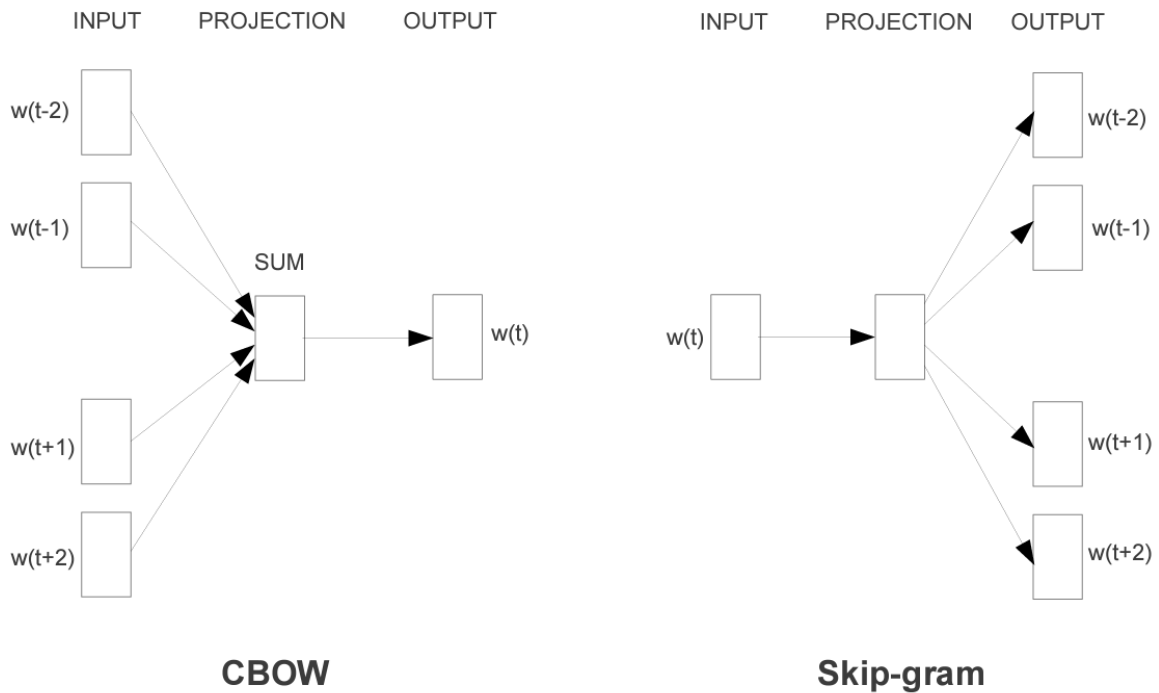 INPUT PROJECTION OUTPUT
w(t-2)
w(t-1)
SUM
w(t)
w(t+1)
w(t+2)
CBOW
INPUT PROJECTION OUTPUT
w(t-2)
w(t-1)
w(t)
w(t+1)
w(t+2)
Skip-gram